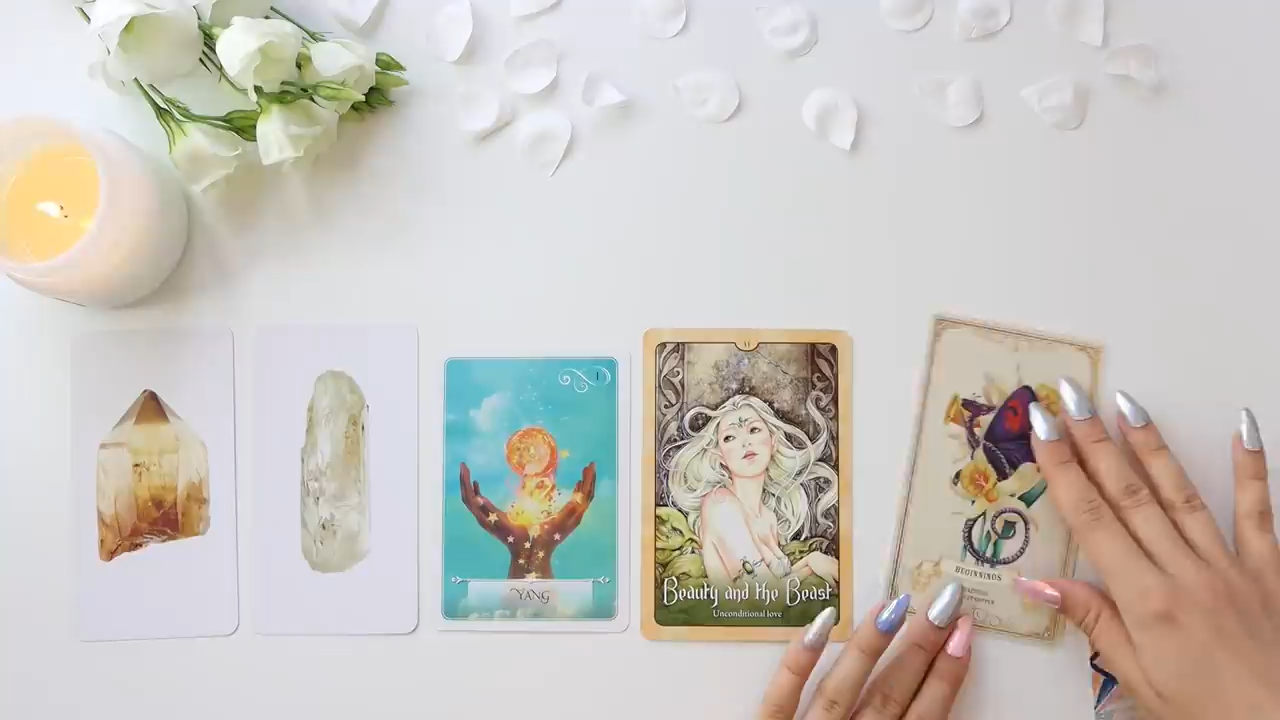 I
YANG
Beauty and the Beast
Unconditional love
BEGINNINGS